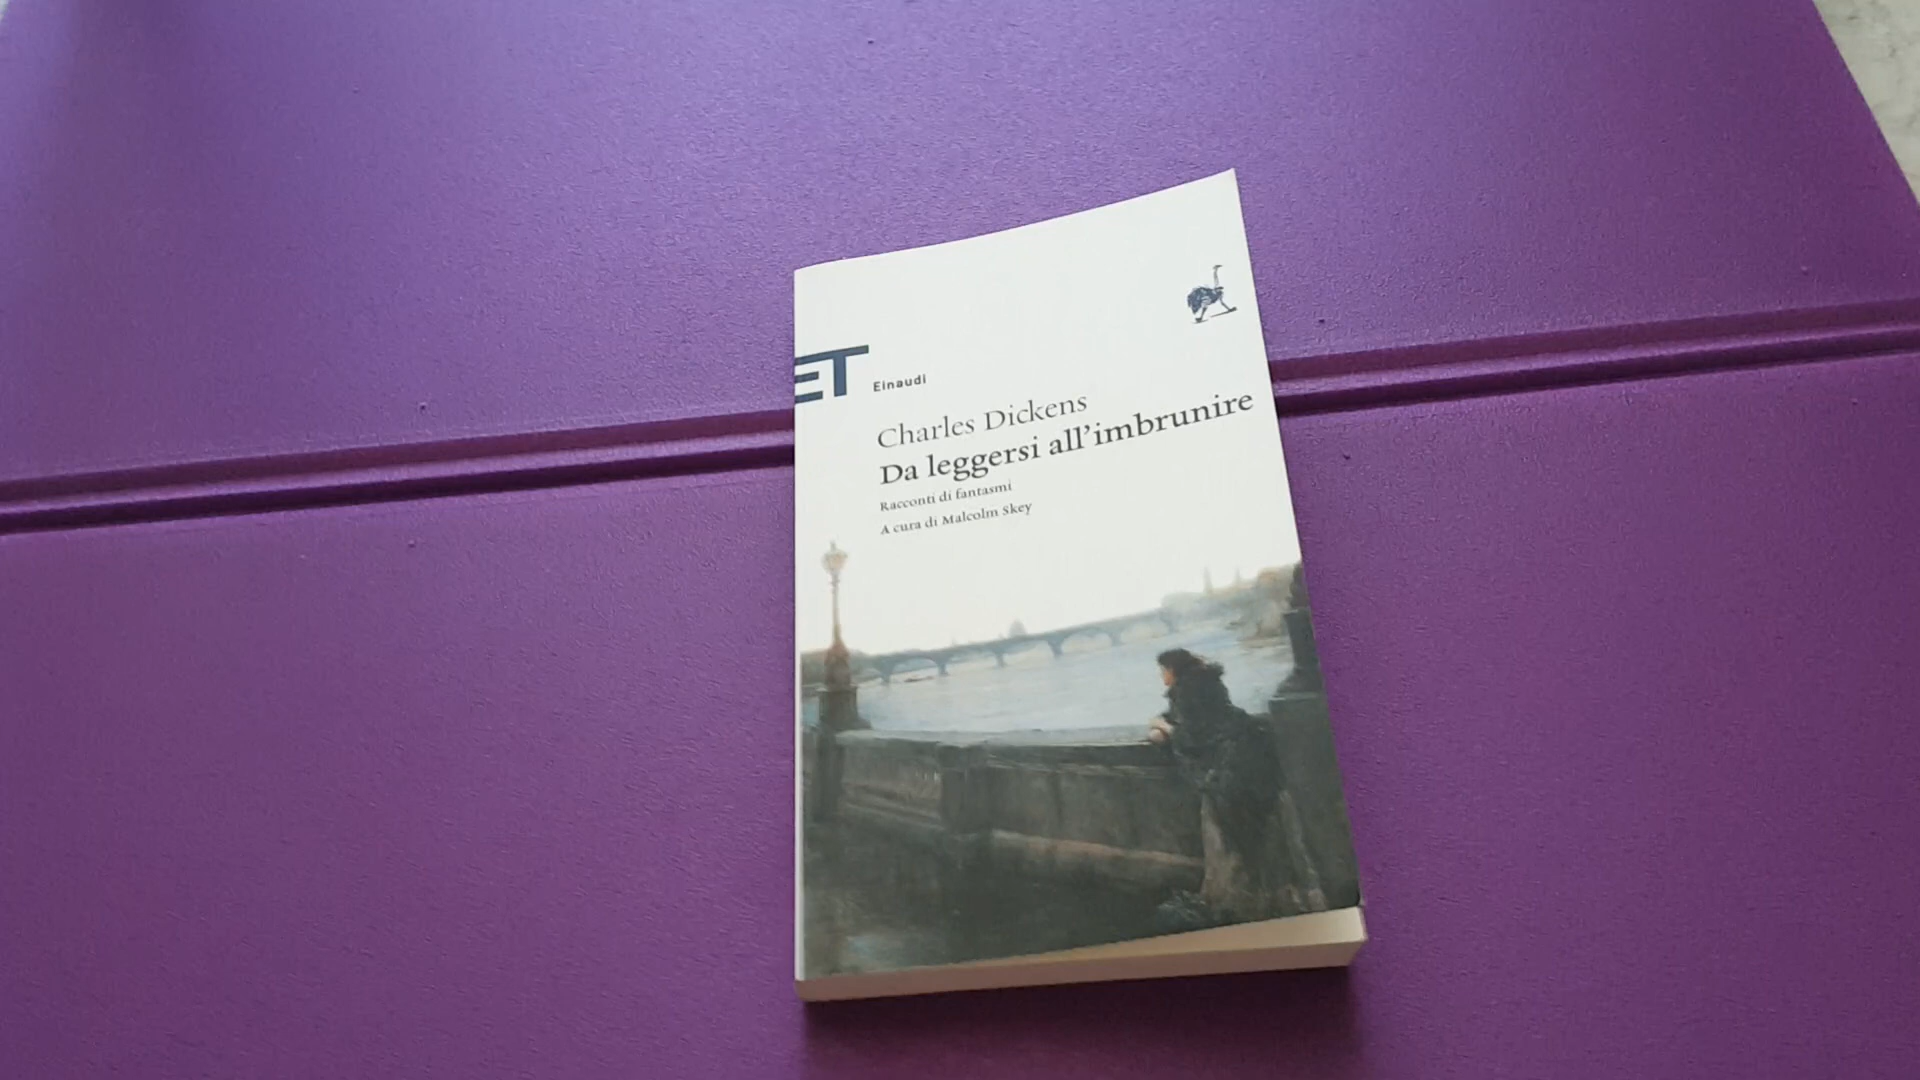 ET
Einaudi
Charles Dickens
Da leggersi all'imbrunire
Racconti di fantasmi
A cura di Malcolm Skey